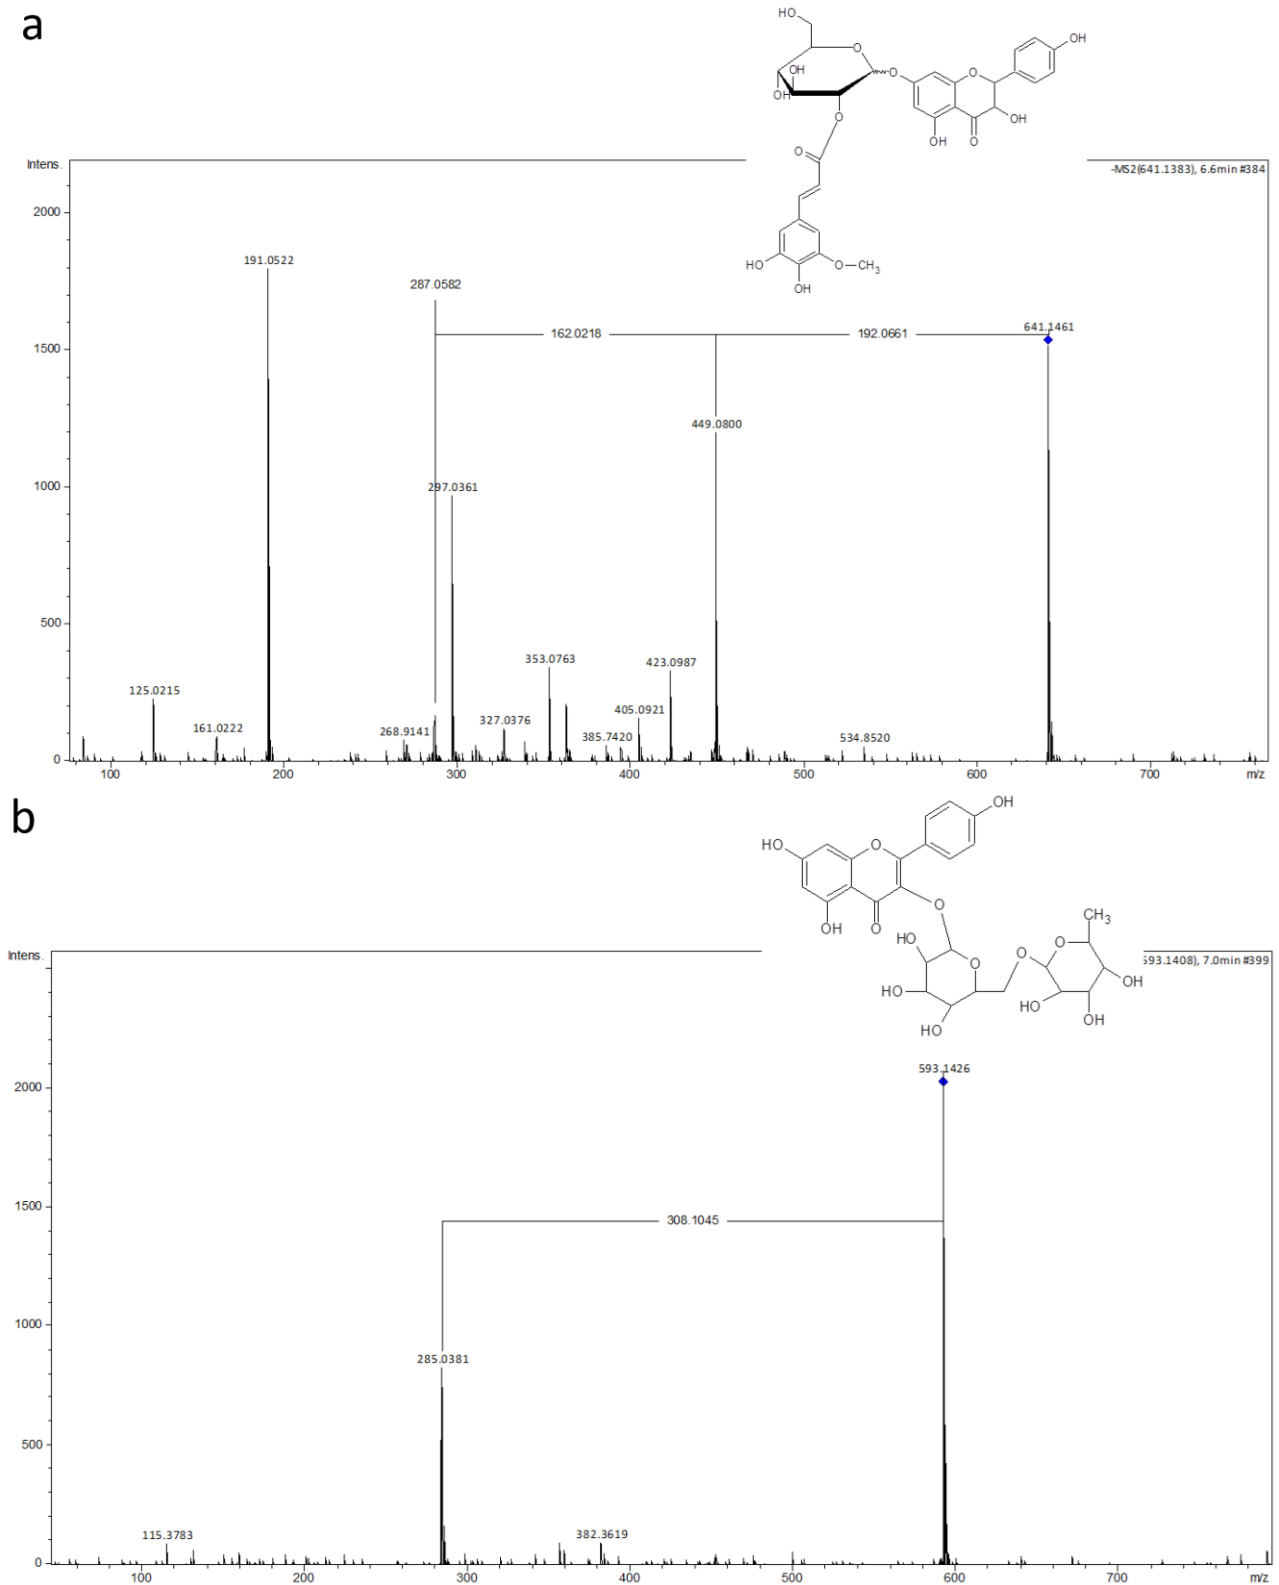 a
HO
O
OH
OH
O
O
OH
O
OH
O
OH
O
O
HO
OH
O
CH3
Intens.
-MS2(641.1383), 6.6min #384
2000
1500
1000
500
0
191.0522
287.0582
162.0218
192.0661
641.1461
449.0800
297.0361
353.0763
423.0987
125.0215
161.0222
268.9141
327.0376
405.0921
385.7420
534.8520
100
200
300
400
500
600
700
m/z
b
OH
HO
O
OH
O
O
CH3
HO
O
O
O
HO
OH
HO
HO
OH
Intens.
593.1408), 7.0min #399
2000
1500
1000
500
0
593.1426
308.1045
285.0381
115.3783
382.3619
100
200
300
400
500
600
700
m/z